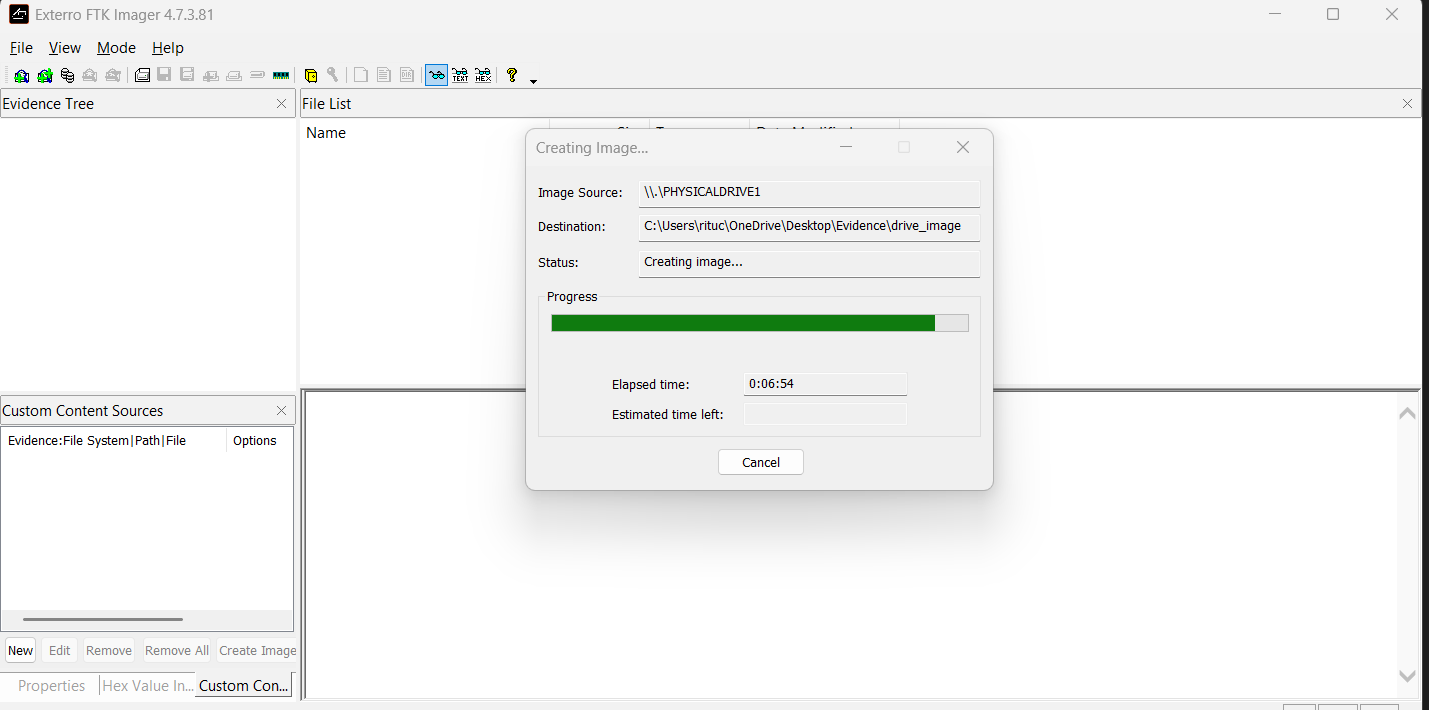 Exterro FTK Imager 4.7.3.81
File View Mode Help
TEXT HEX
Evidence Tree
File List
Name
Creating Image...
Image Source: \\.\PHYSICALDRIVE1
Destination: C:\Users\rituc\OneDrive\Desktop\Evidence\drive_image
Status: Creating image...
Progress
Elapsed time: 0:06:54
Estimated time left:
Cancel
Custom Content Sources
Evidence:File System|Path|File Options
New Edit Remove Remove All Create Image
Properties Hex Value In... Custom Con...